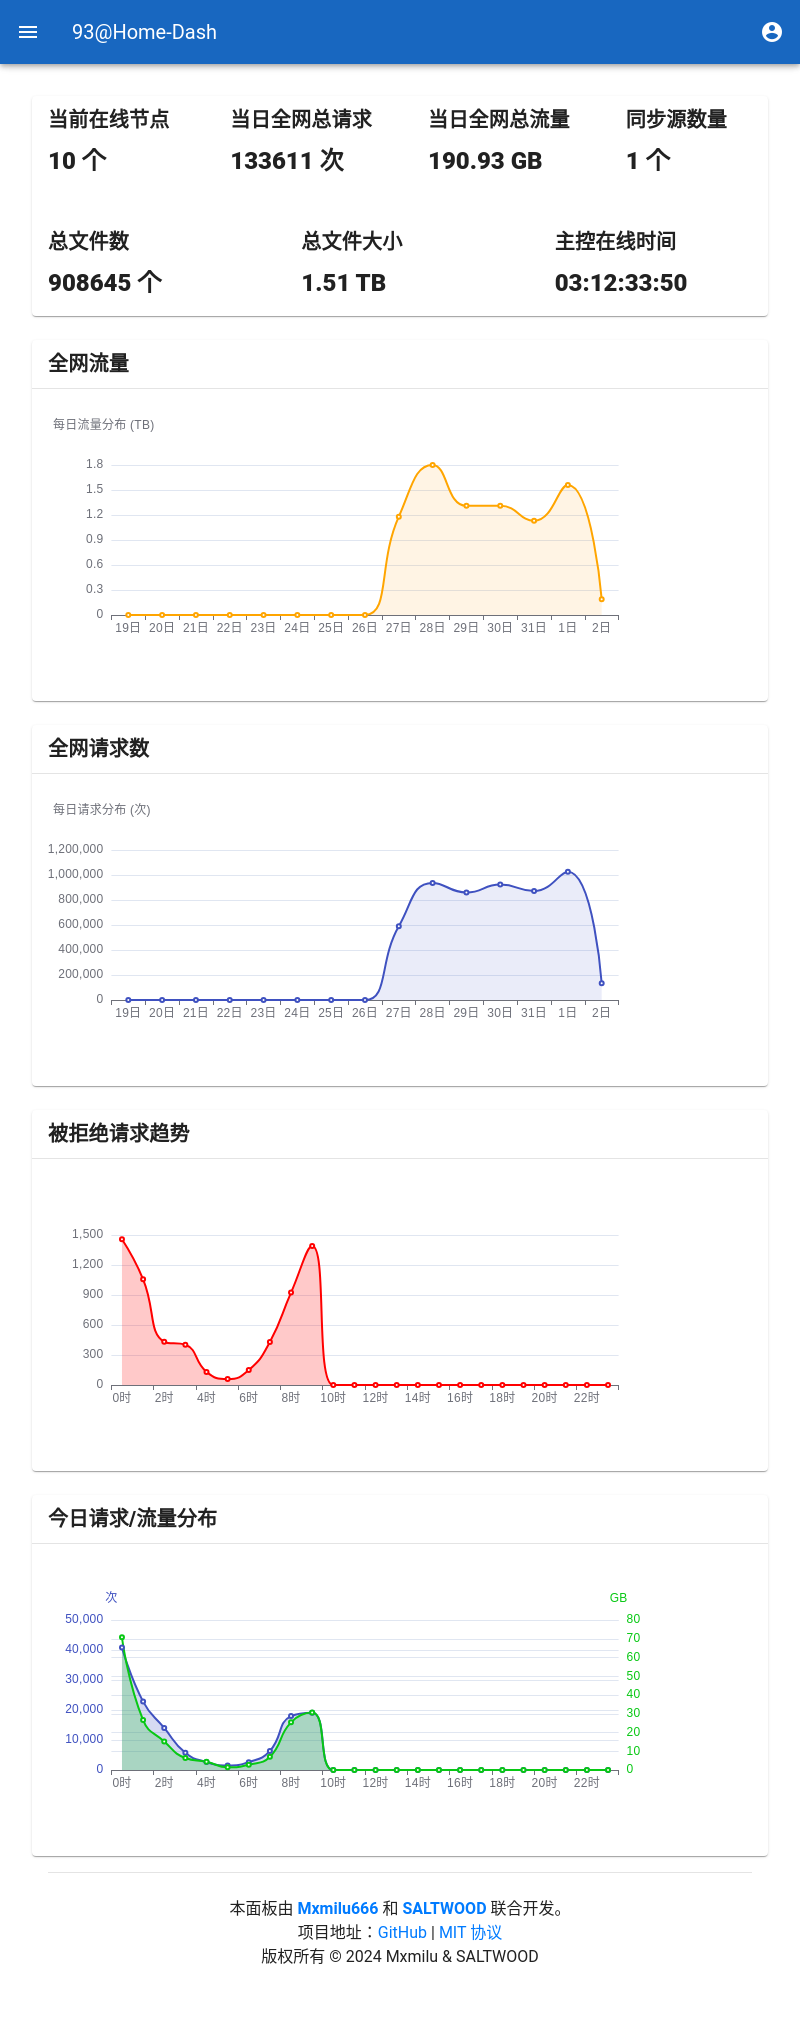 93@Home-Dash
当前在线节点 当日全网总请求 当日全网总流量 同步源数量
10 个 133611 次 190.93 GB 1 个
总文件数 总文件大小 主控在线时间
908645 个 1.51 TB 03:12:33:50
全网流量
每日流量分布 (TB)
1.8
1.5
1.2
0.9
0.6
0.3
0
19日 20日 21日 22日 23日 24日 25日 26日 27日 28日 29日 30日 31日 1日 2日
全网请求数
每日请求分布 (次)
1,200,000
1,000,000
800,000
600,000
400,000
200,000
0
19日 20日 21日 22日 23日 24日 25日 26日 27日 28日 29日 30日 31日 1日 2日
被拒绝请求趋势
1,500
1,200
900
600
300
0
0时 2时 4时 6时 8时 10时 12时 14时 16时 18时 20时 22时
今日请求/流量分布
次 GB
50,000 80
70
40,000 60
30,000 50
40
20,000 30
20
10,000 10
0 0
0时 2时 4时 6时 8时 10时 12时 14时 16时 18时 20时 22时
本面板由 Mxmilu666 和 SALTWOOD 联合开发。
项目地址：GitHub | MIT 协议
版权所有 © 2024 Mxmilu & SALTWOOD